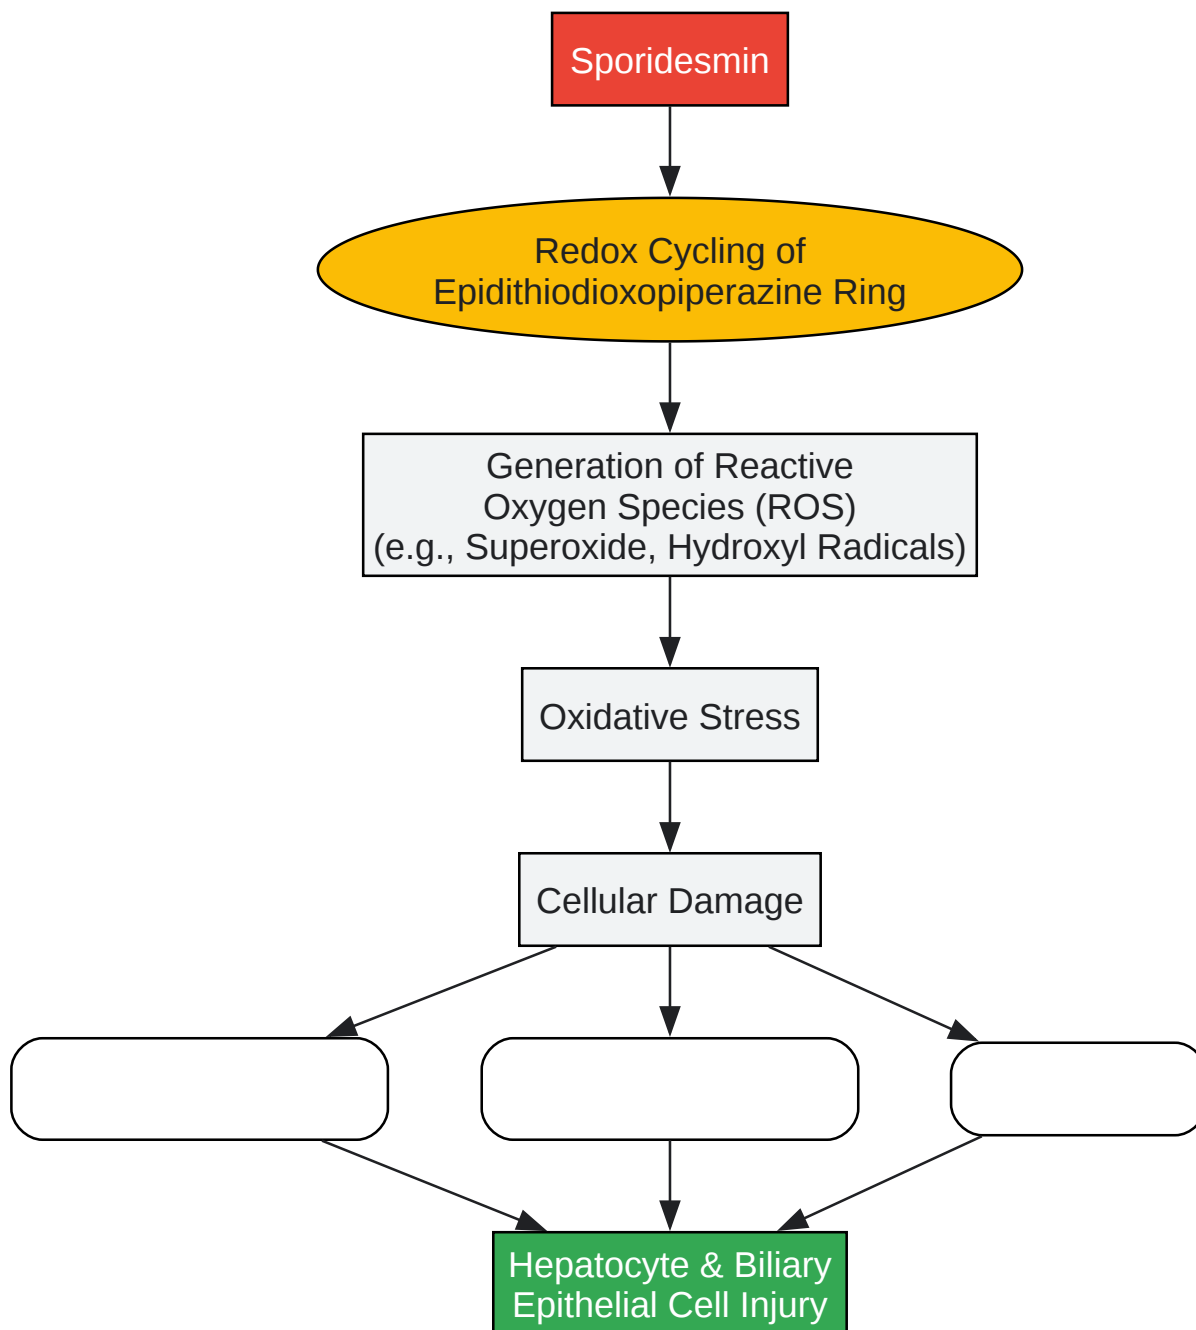 Sporidesmin
Redox Cycling of
Epidithiodioxopiperazine Ring
Generation of Reactive
Oxygen Species (ROS)
(e.g., Superoxide, Hydroxyl Radicals)
Oxidative Stress
Cellular Damage
Hepatocyte & Biliary
Epithelial Cell Injury